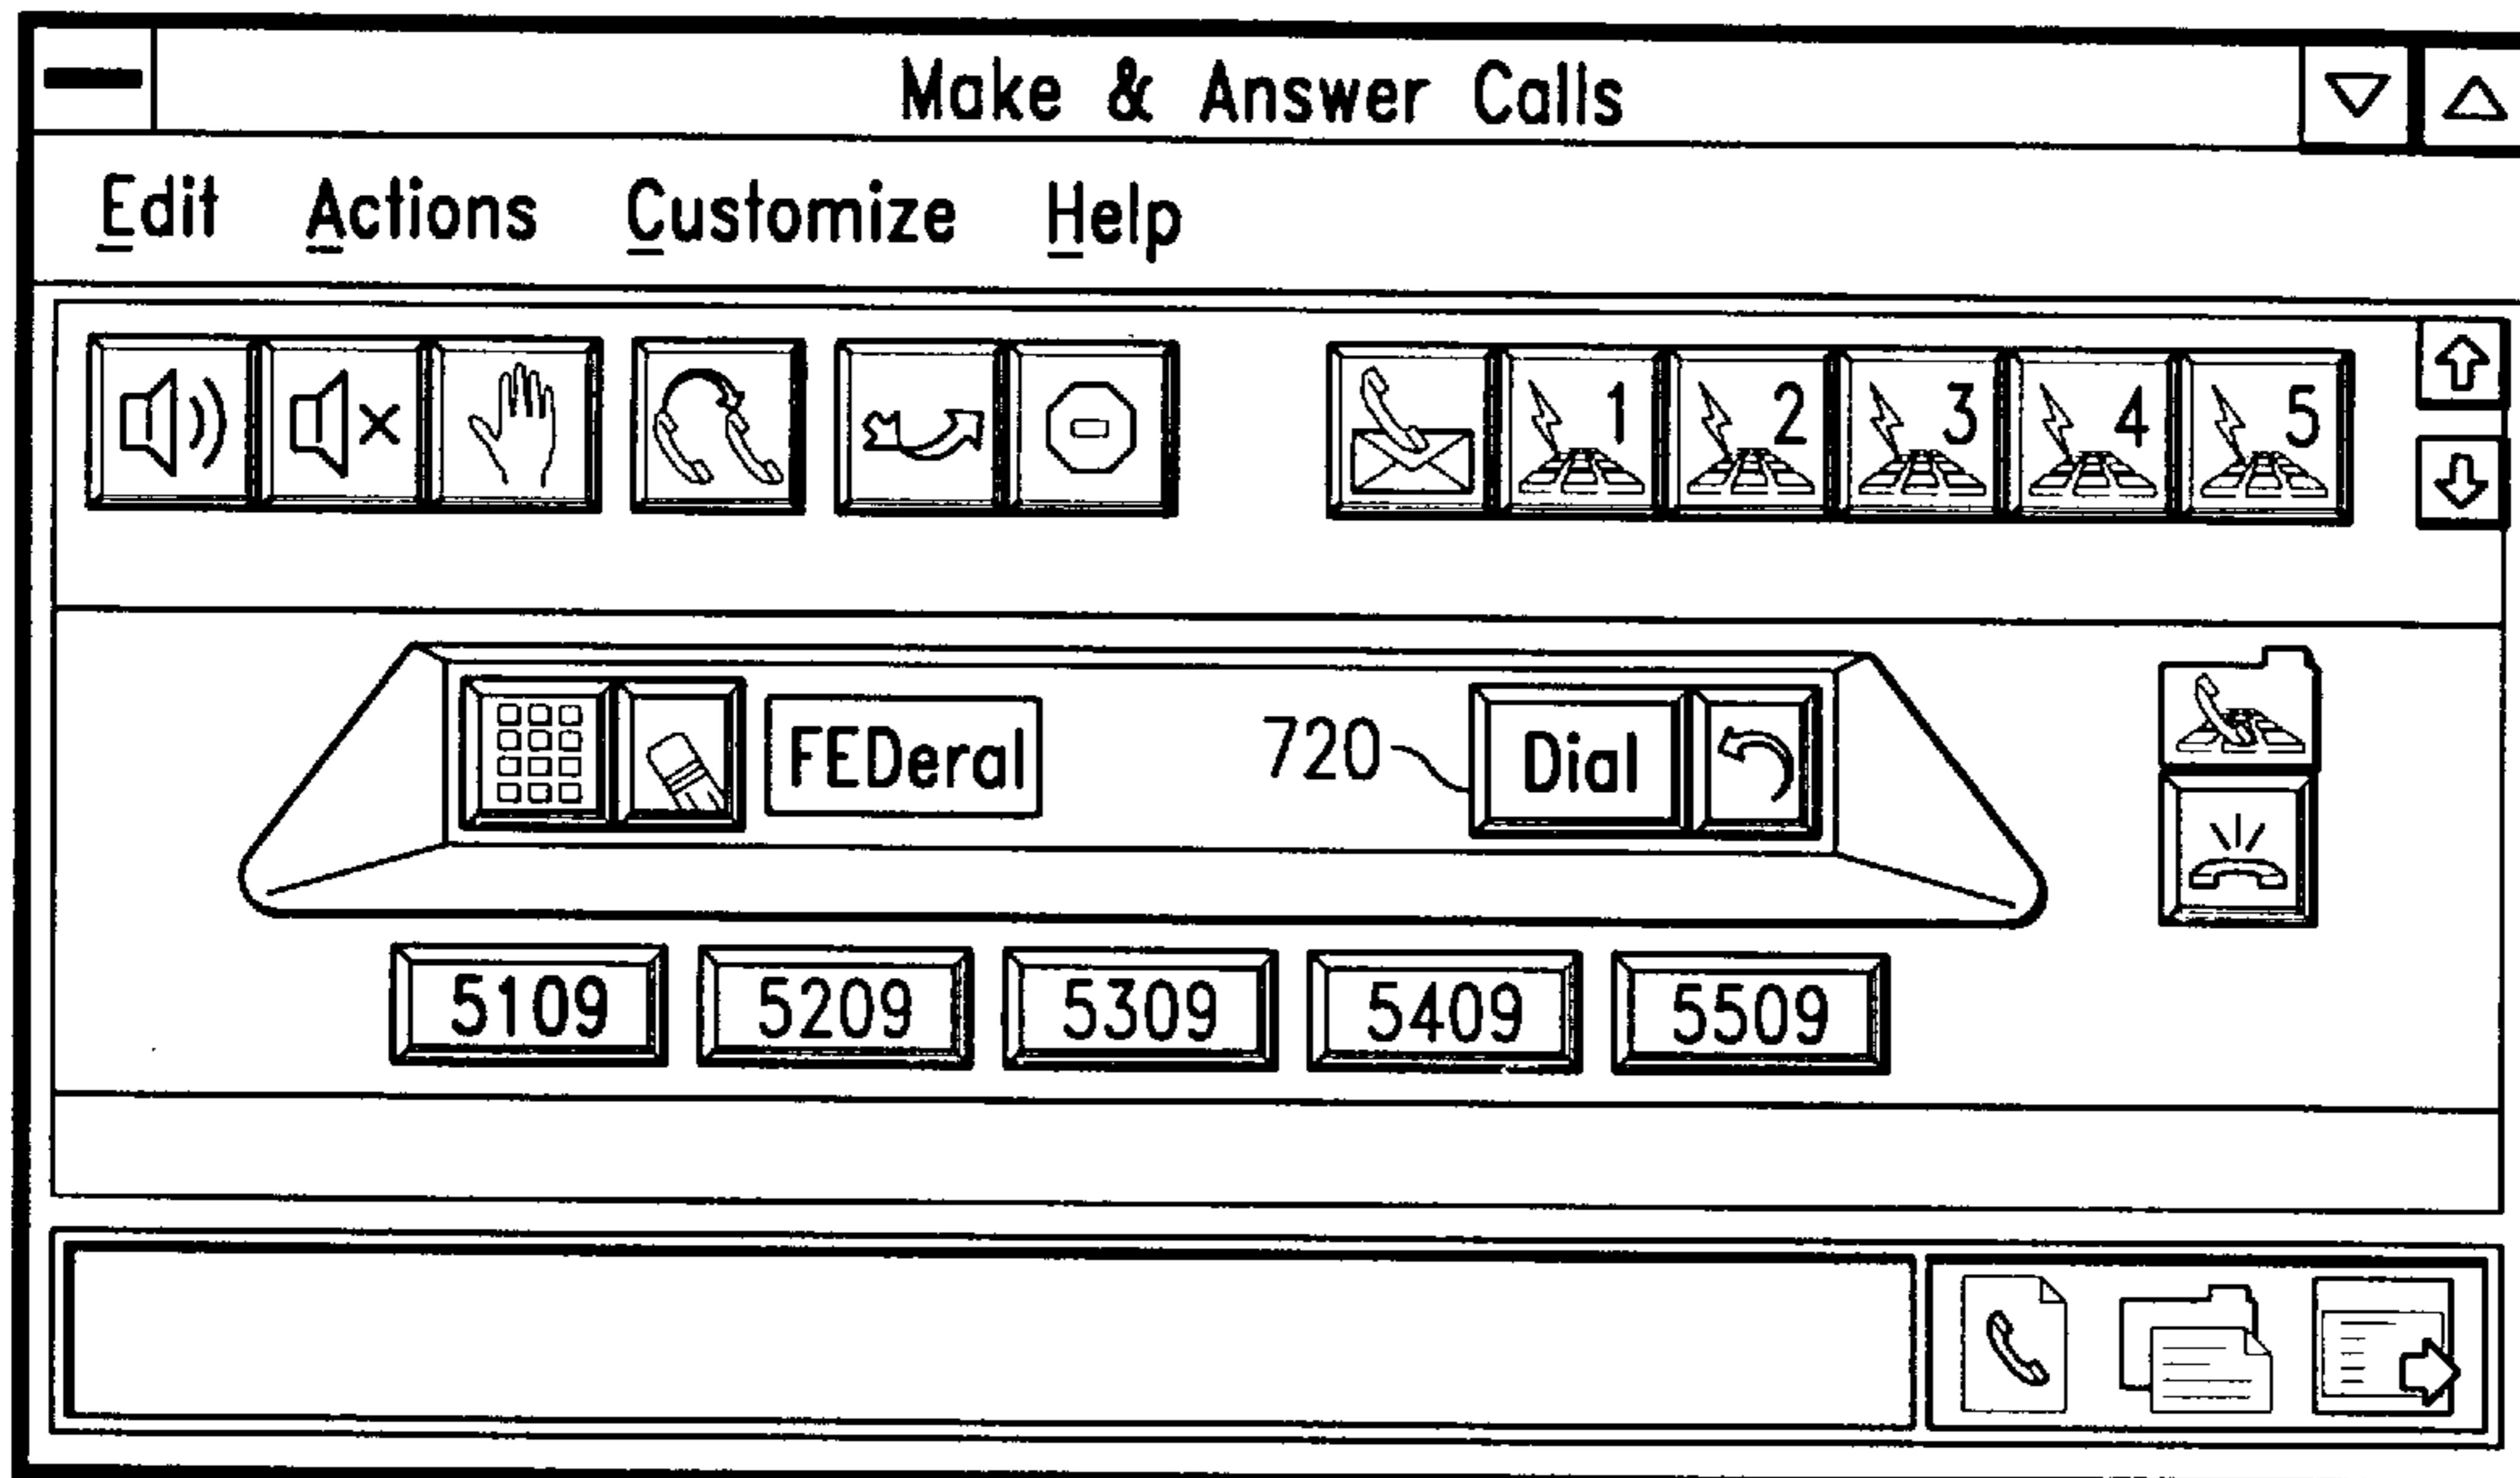 Make & Answer Calls
Edit Actions Customize Help
1 2 3 4 5
FEDeral 720 Dial
5109 5209 5309 5409 5509